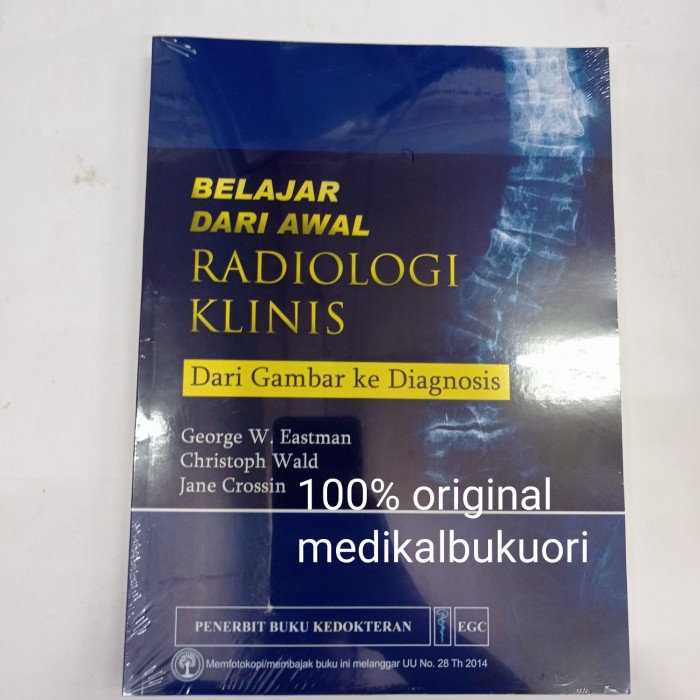 BELAJAR
DARI AWAL
RADIOLOGI
KLINIS
Dari Gambar ke Diagnosis
George W. Eastman
Christoph Wald
Jane Crossin
100% original
medikalbukuori
PENERBIT BUKU KEDOKTERAN EGC
Memfotokopi/membajak buku ini melanggar UU No. 28 Th 2014